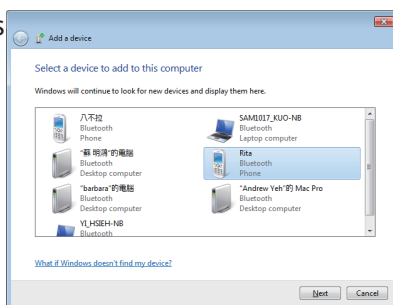 s
Add a device
Select a device to add to this computer
Windows will continue to look for new devices and display them here.
八不拉
Bluetooth
Phone
SAM1017_KUO-NB
Bluetooth
Laptop computer
"蘇 明鴻"的電腦
Bluetooth
Desktop computer
Rita
Bluetooth
Phone
"barbara"的電腦
Bluetooth
Desktop computer
"Andrew Yeh"的 Mac Pro
Bluetooth
Desktop computer
YI_HSIEH-NB
Bluetooth
What if Windows doesn't find my device?
Next
Cancel